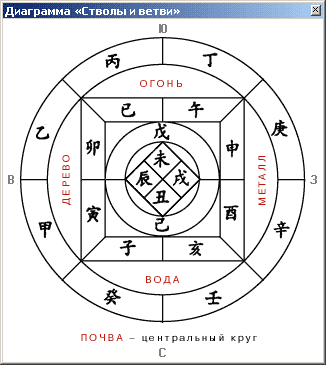 Диаграмма «Стволы и ветви»
Ю
丙 丁
ОГОНЬ
巳 午
乙 戊 庚
卯 未 申
В ДЕРЕВО 辰 戌 МЕТАЛЛ З
寅 丑 酉
甲 己 辛
子 亥
ВОДА
癸 壬
ПОЧВА – центральный круг
С